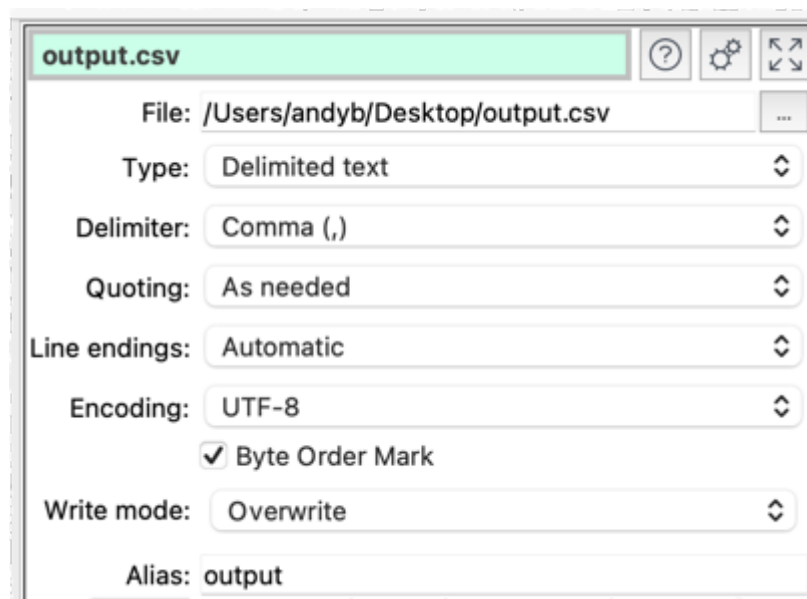 output.csv
File: /Users/andyb/Desktop/output.csv ...
Type: Delimited text
Delimiter: Comma (,)
Quoting: As needed
Line endings: Automatic
Encoding: UTF-8
Byte Order Mark
Write mode: Overwrite
Alias: output